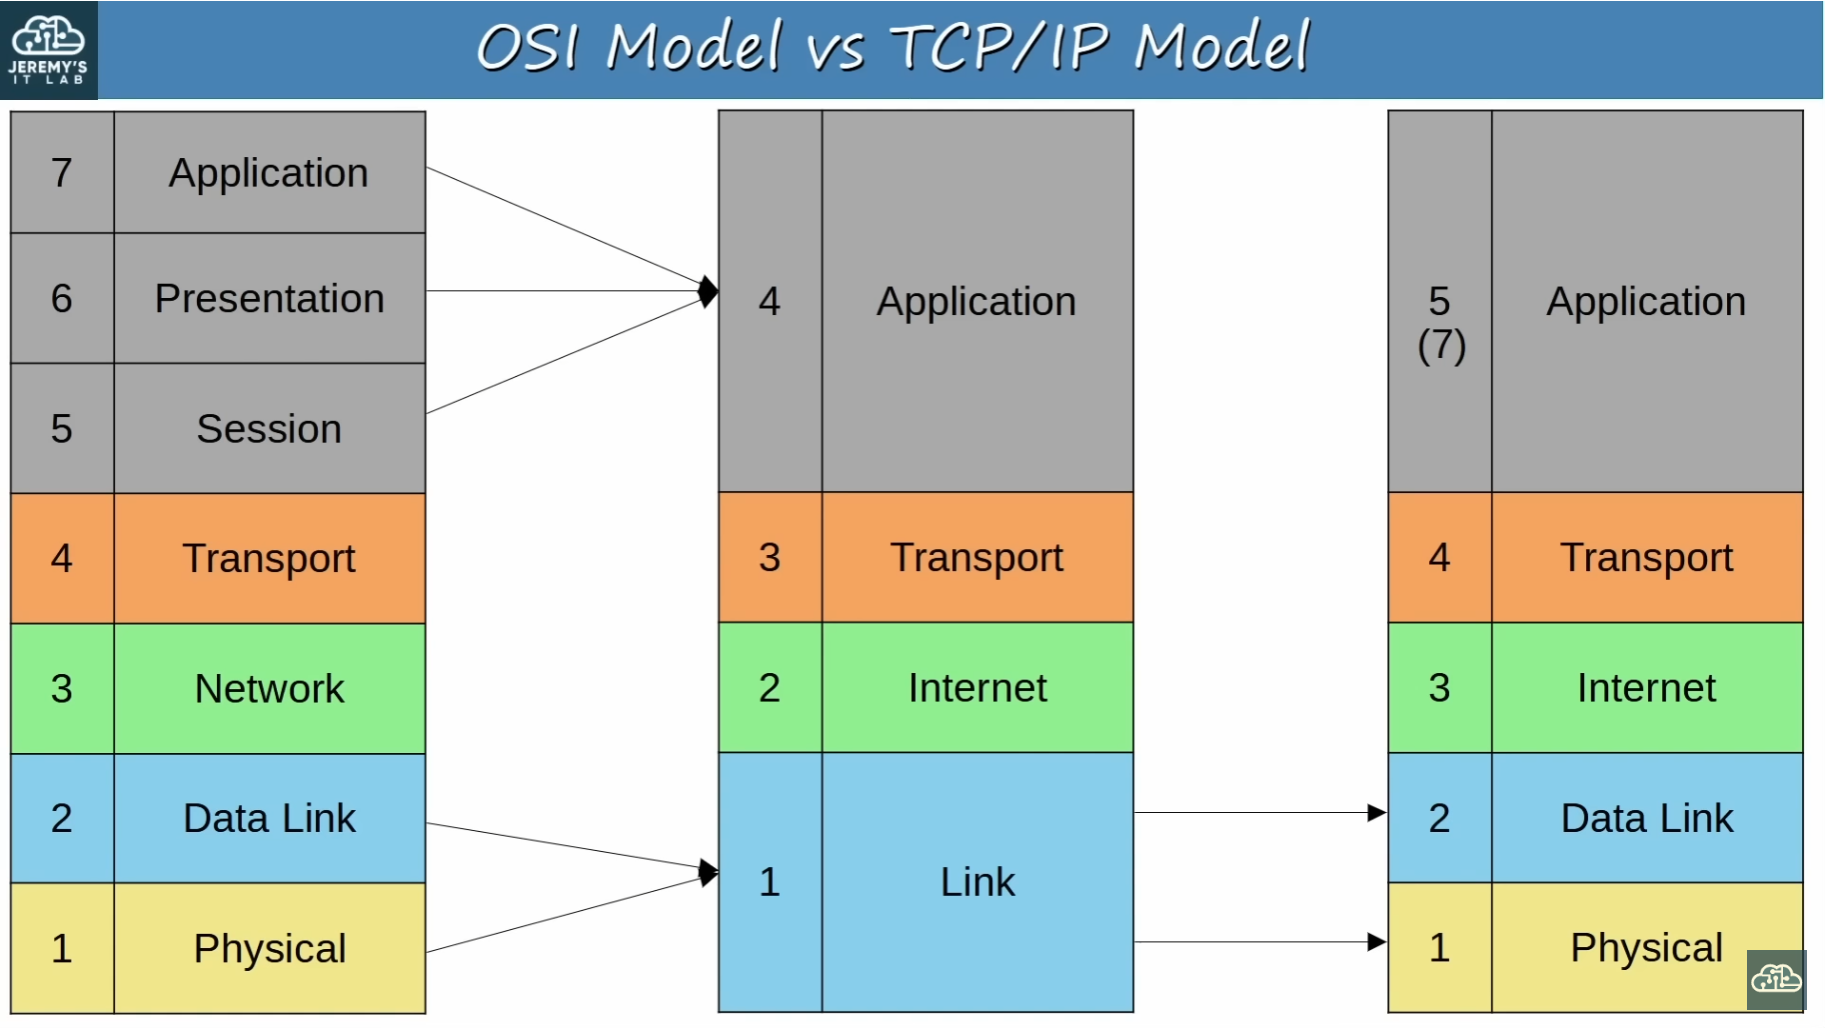 JEREMY'S
IT LAB
OSI Model vs TCP/IP Model
7 Application
6 Presentation
5 Session
4 Transport
3 Network
2 Data Link
1 Physical
4 Application
3 Transport
2 Internet
1 Link
5
(7)
Application
4 Transport
3 Internet
2 Data Link
1 Physical